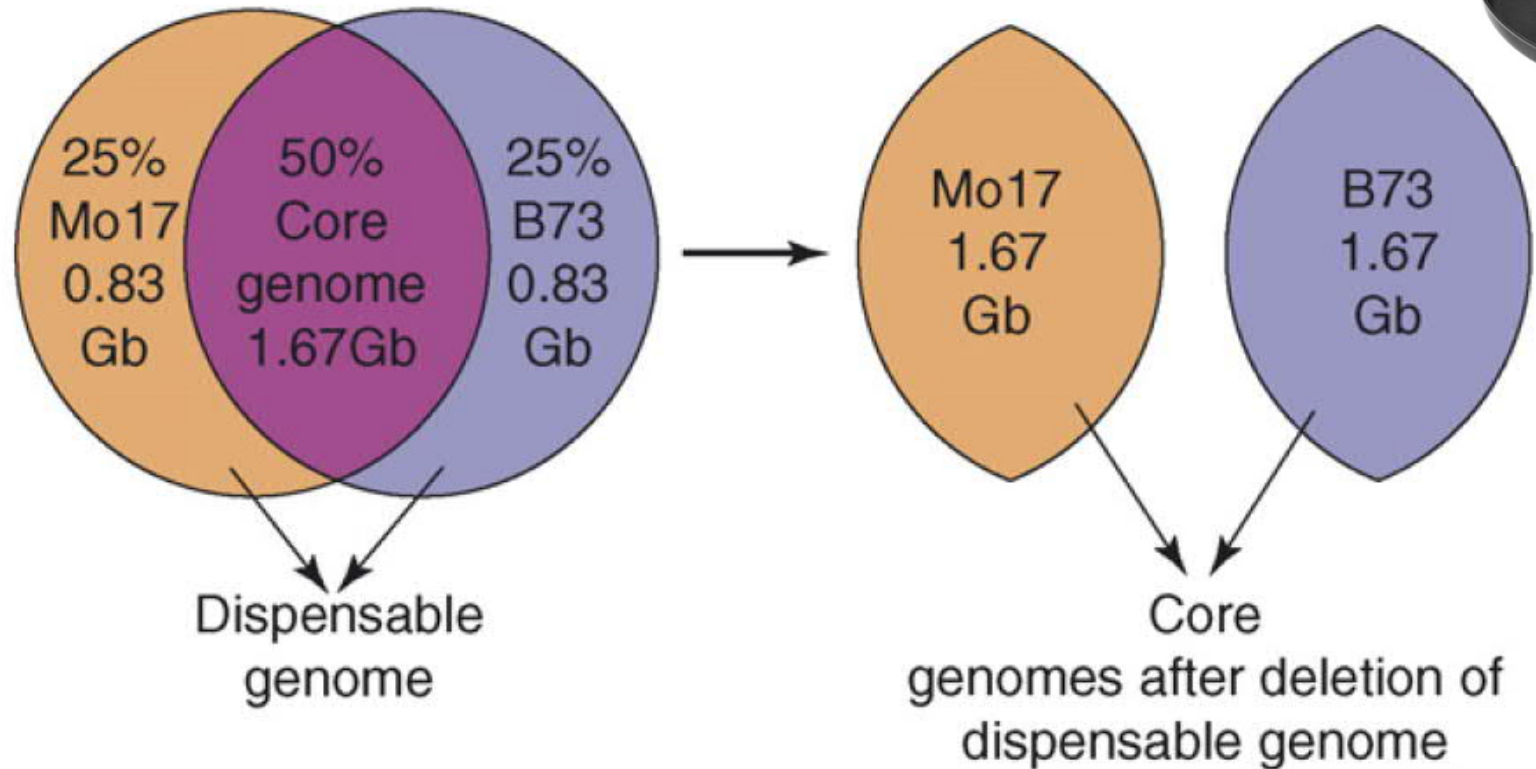 25%
Mo17
0.83
Gb
50%
Core
genome
1.67Gb
25%
B73
0.83
Gb
Mo17
1.67
Gb
B73
1.67
Gb
Dispensable
genome
Core
genomes after deletion of
dispensable genome